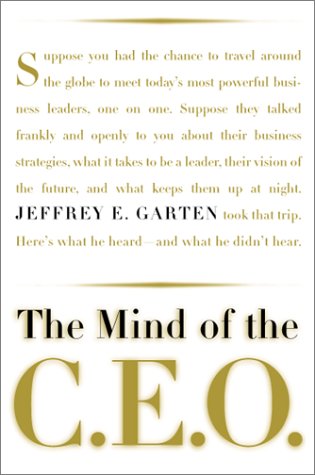 Suppose you had the chance to travel around
the globe to meet today's most powerful busi-
ness leaders, one on one. Suppose they talked
frankly and openly to you about their business
strategies, what it takes to be a leader, their vision
of the future, and what keeps them up at night.
JEFFREY E. GARTEN took that trip.
Here's what he heard—and what he didn't hear.
The Mind of the
C.E.O.